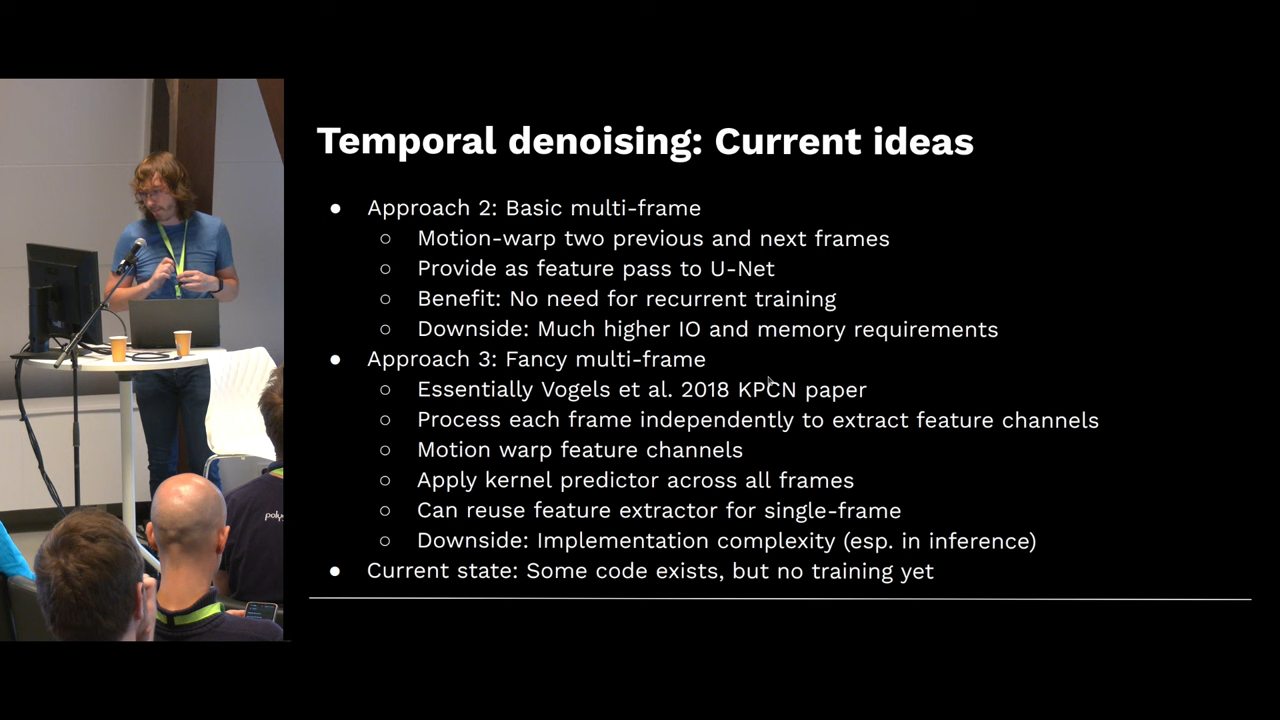 Temporal denoising: Current ideas
● Approach 2: Basic multi-frame
○ Motion-warp two previous and next frames
○ Provide as feature pass to U-Net
○ Benefit: No need for recurrent training
○ Downside: Much higher IO and memory requirements
● Approach 3: Fancy multi-frame
○ Essentially Vogels et al. 2018 KPCN paper
○ Process each frame independently to extract feature channels
○ Motion warp feature channels
○ Apply kernel predictor across all frames
○ Can reuse feature extractor for single-frame
○ Downside: Implementation complexity (esp. in inference)
● Current state: Some code exists, but no training yet